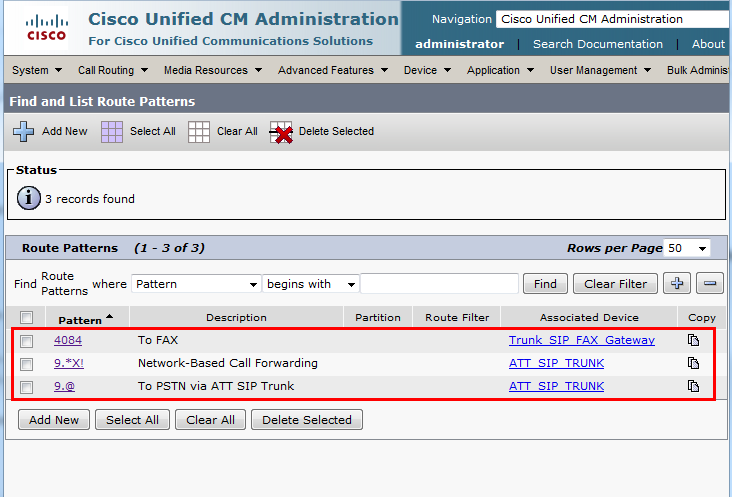 Cisco Unified CM Administration
Navigation Cisco Unified CM Administration
CISCO
For Cisco Unified Communications Solutions
administrator | Search Documentation | About
System Call Routing Media Resources Advanced Features Device Application User Management Bulk Adminis
Find and List Route Patterns
Add New Select All Clear All Delete Selected
Status
3 records found
Route Patterns (1 - 3 of 3) Rows per Page 50
Find Route Patterns where Pattern begins with Find Clear Filter
Pattern Description Partition Route Filter Associated Device Copy
4084 To FAX Trunk_SIP_FAX_Gateway
9.*X! Network-Based Call Forwarding ATT_SIP_TRUNK
9.@ To PSTN via ATT SIP Trunk ATT_SIP_TRUNK
Add New Select All Clear All Delete Selected